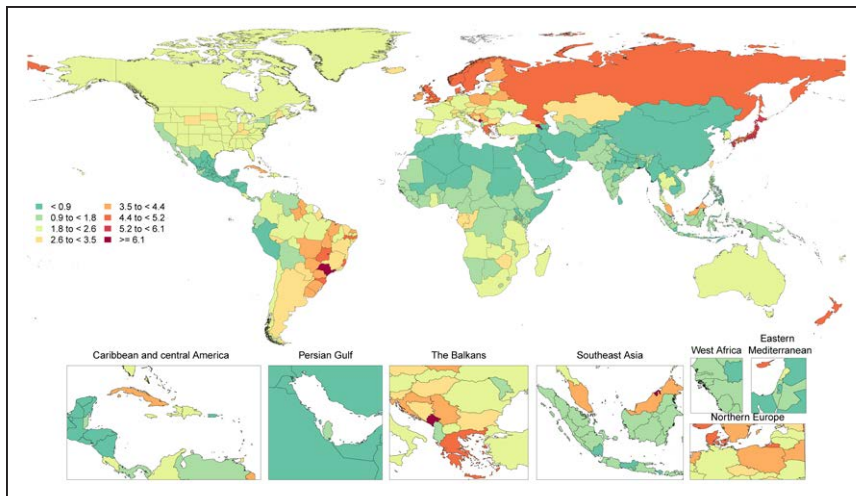 < 0.9
0.9 to < 1.8
1.8 to < 2.6
2.6 to < 3.5
3.5 to < 4.4
4.4 to < 5.2
5.2 to < 6.1
>= 6.1
Caribbean and central America
Persian Gulf
The Balkans
Southeast Asia
West Africa
Eastern
Mediterranean
Northern Europe